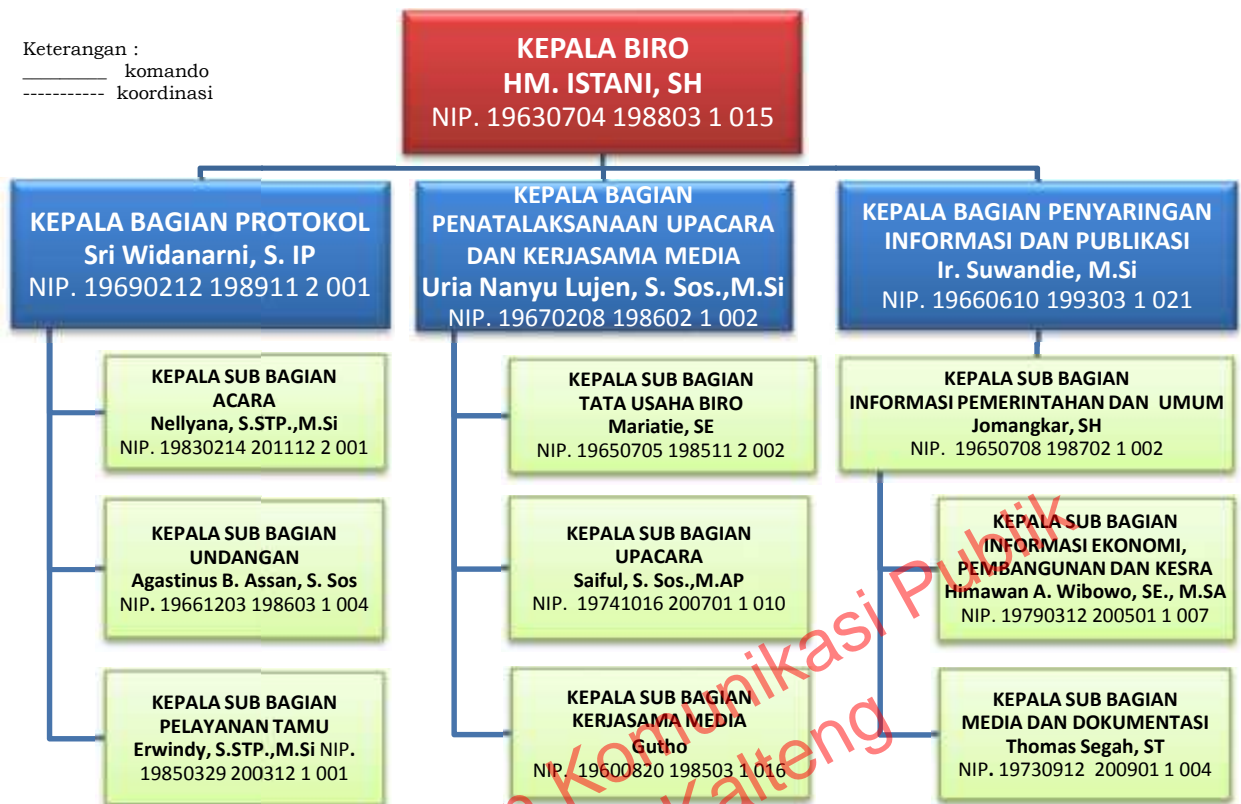 Keterangan :
_________ komando
----------- koordinasi
KEPALA BIRO
HM. ISTANI, SH
NIP. 19630704 198803 1 015
KEPALA BAGIAN PROTOKOL
Sri Widanarni, S. IP
NIP. 19690212 198911 2 001
KEPALA BAGIAN
PENATALAKSANAAN UPACARA
DAN KERJASAMA MEDIA
Uria Nanyu Lujen, S. Sos.,M.Si
NIP. 19670208 198602 1 002
KEPALA BAGIAN PENYARINGAN
INFORMASI DAN PUBLIKASI
Ir. Suwandie, M.Si
NIP. 19660610 199303 1 021
KEPALA SUB BAGIAN
ACARA
Nellyana, S.STP.,M.Si
NIP. 19830214 201112 2 001
KEPALA SUB BAGIAN
UNDANGAN
Agastinus B. Assan, S. Sos
NIP. 19661203 198603 1 004
KEPALA SUB BAGIAN
PELAYANAN TAMU
Erwindy, S.STP.,M.Si NIP.
19850329 200312 1 001
KEPALA SUB BAGIAN
TATA USAHA BIRO
Mariatie, SE
NIP. 19650705 198511 2 002
KEPALA SUB BAGIAN
UPACARA
Saiful, S. Sos.,M.AP
NIP. 19741016 200701 1 010
KEPALA SUB BAGIAN
KERJASAMA MEDIA
Gutho
NIP. 19600820 198503 1 016
KEPALA SUB BAGIAN
INFORMASI PEMERINTAHAN DAN UMUM
Jomangkar, SH
NIP. 19650708 198702 1 002
KEPALA SUB BAGIAN
INFORMASI EKONOMI,
PEMBANGUNAN DAN KESRA
Himawan A. Wibowo, SE., M.SA
NIP. 19790312 200501 1 007
KEPALA SUB BAGIAN
MEDIA DAN DOKUMENTASI
Thomas Segah, ST
NIP. 19730912 200901 1 004
Komunikasi Publik
Kalteng